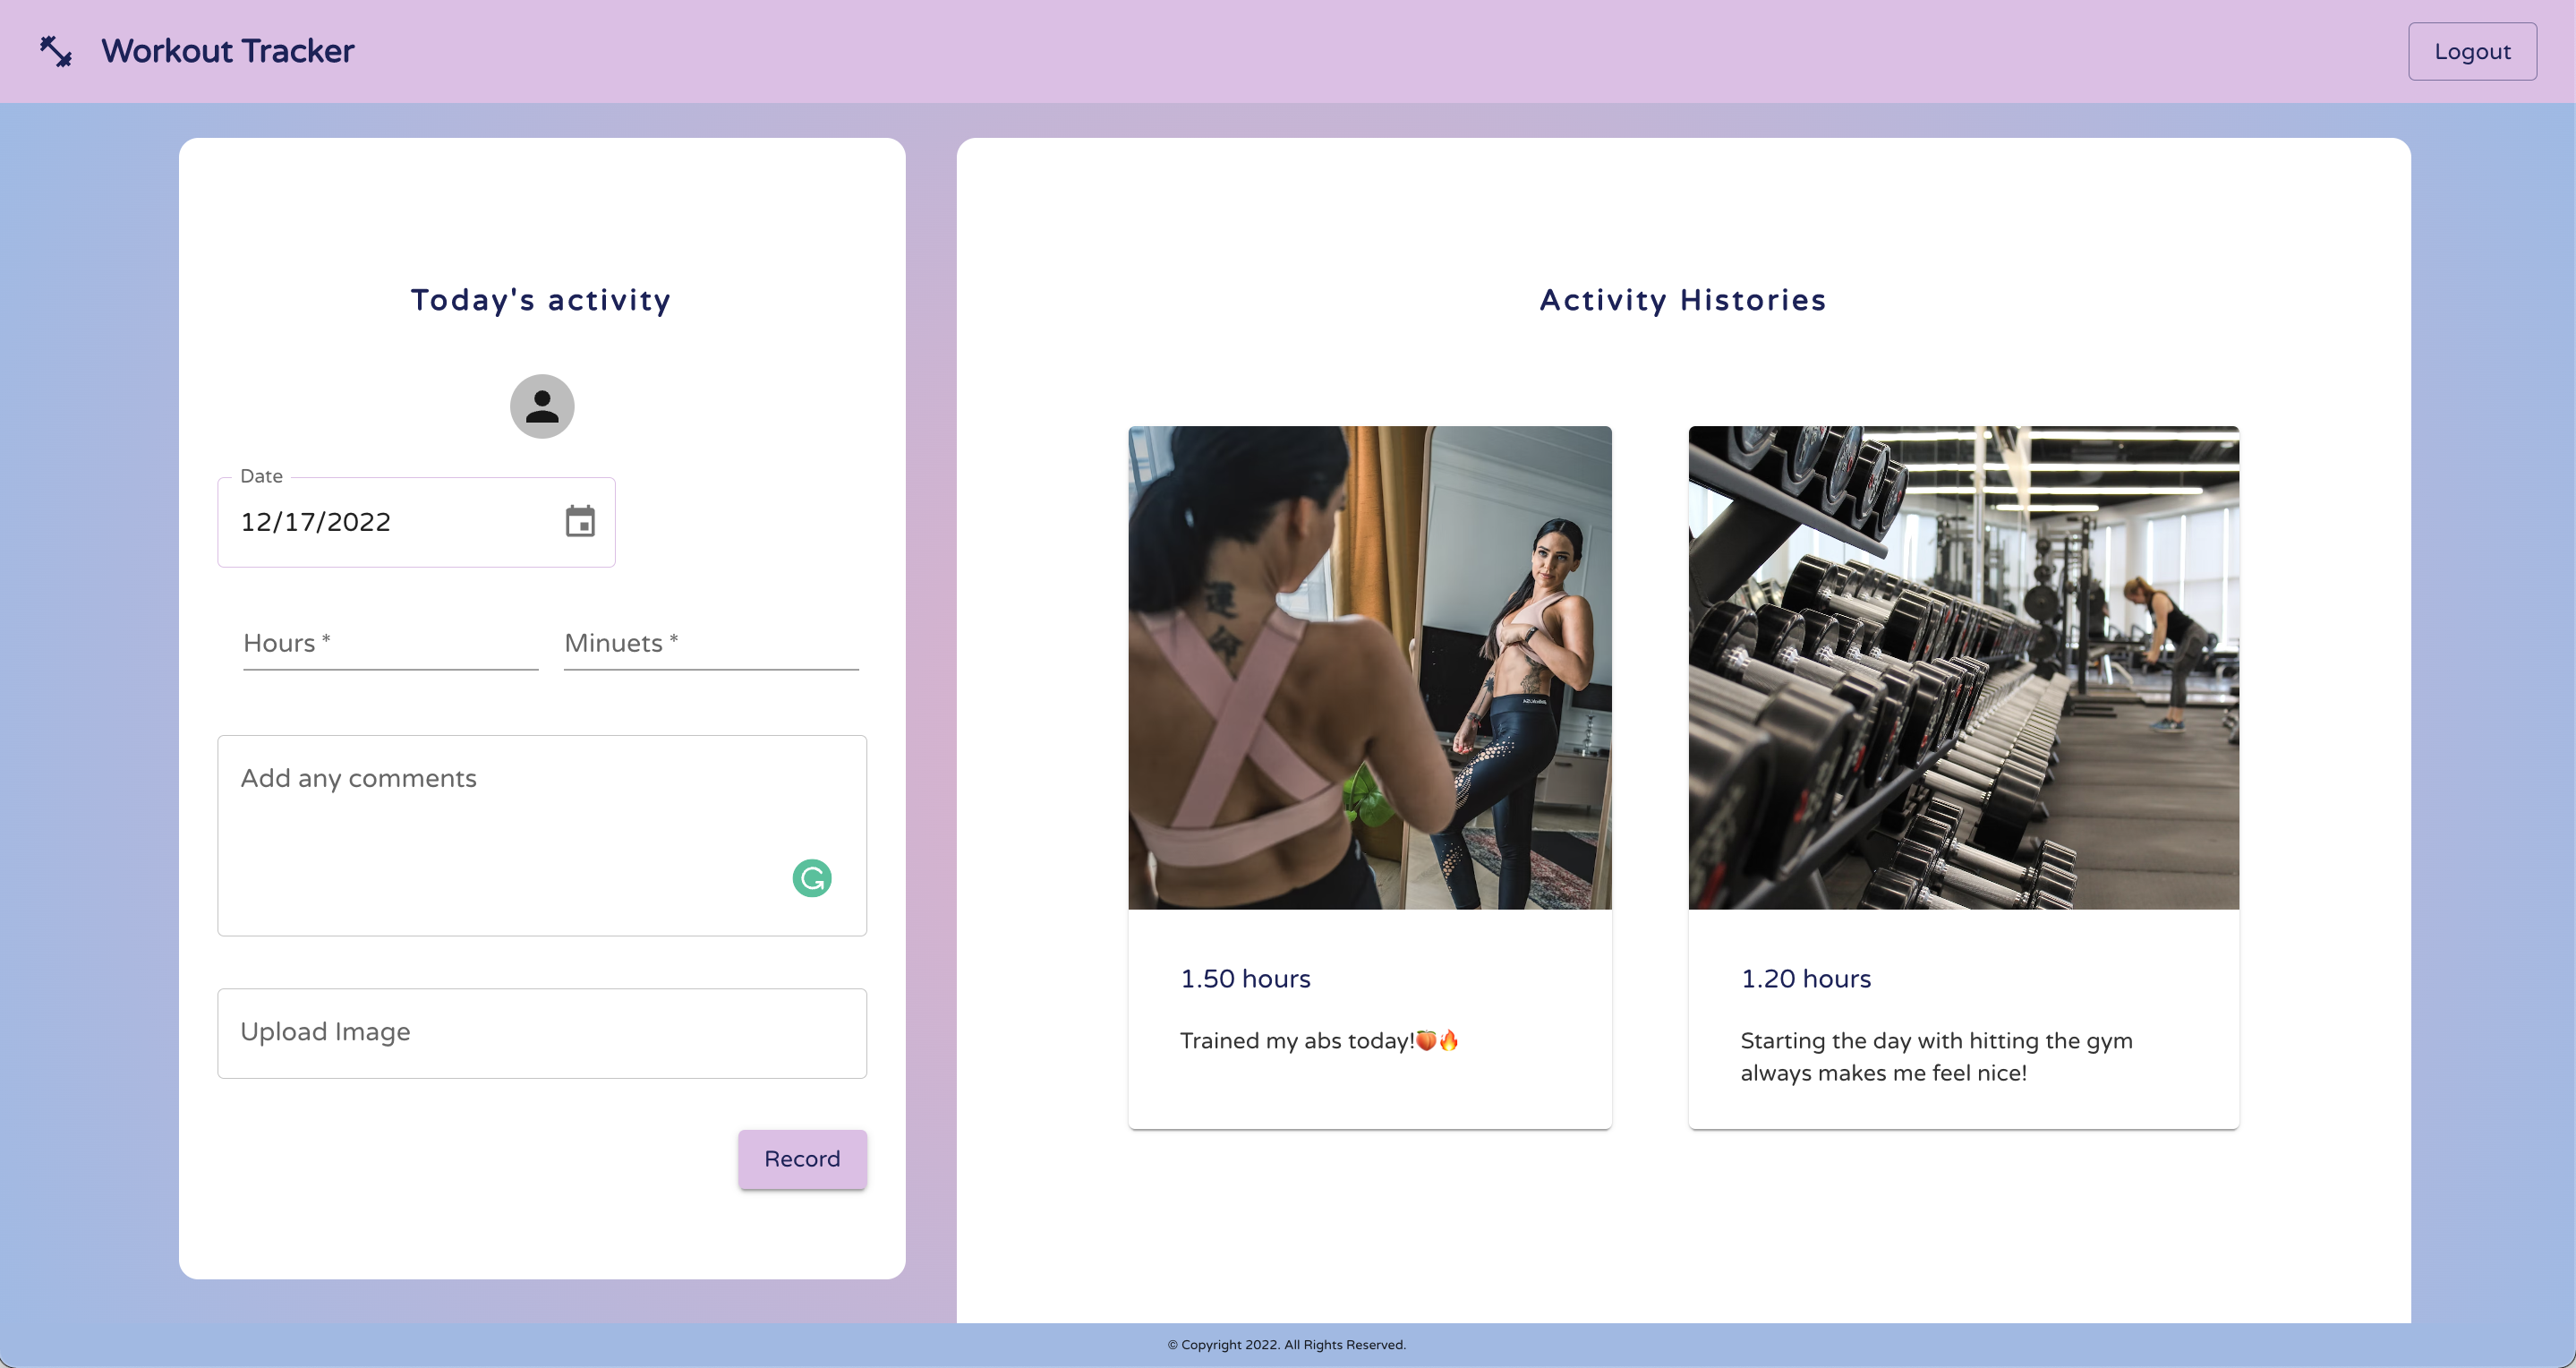 Workout Tracker
Logout
Today's activity
Date
12/17/2022
Hours *
Minuets *
Add any comments
Upload Image
Record
Activity Histories
運
命
1.50 hours
Trained my abs today!🍑🔥
1.20 hours
Starting the day with hitting the gym
always makes me feel nice!
© Copyright 2022. All Rights Reserved.